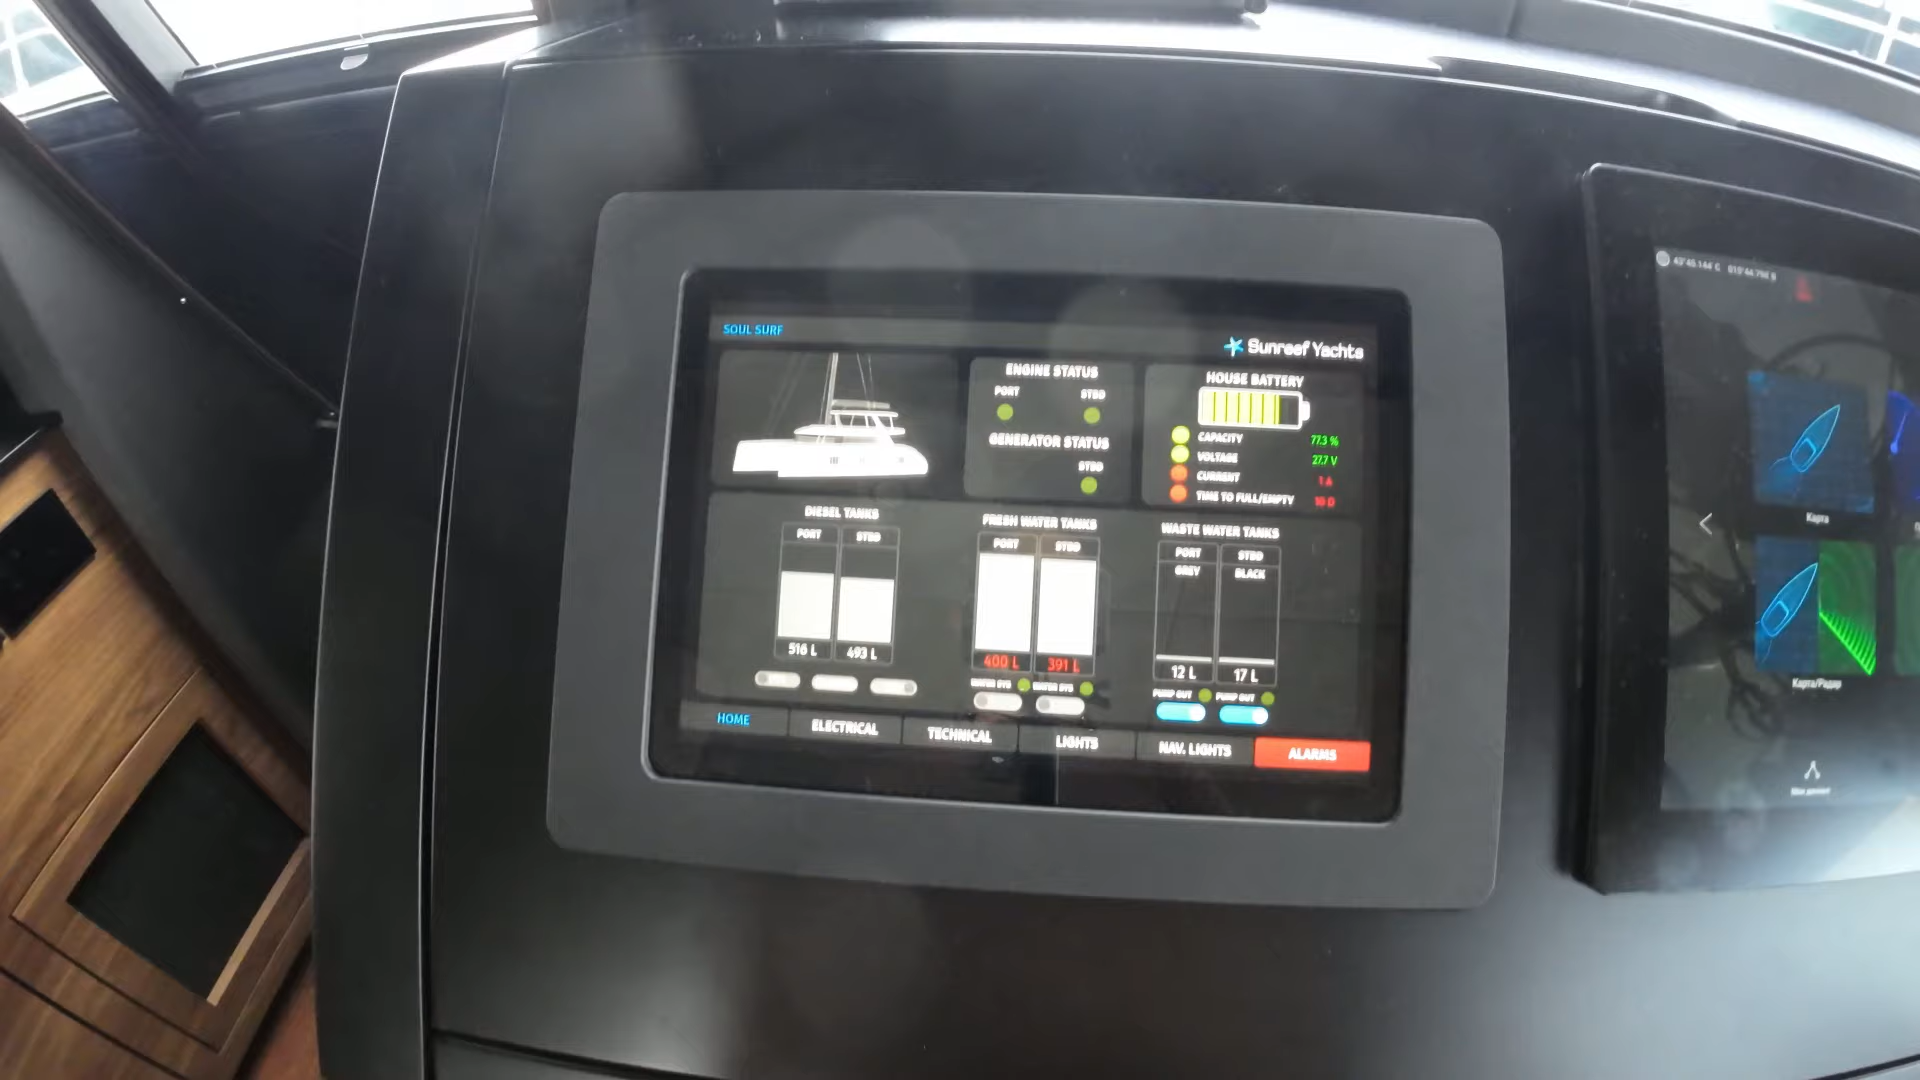 SOUL SURF
Sunreef Yachts
ENGINE STATUS
PORT STBD
GENERATOR STATUS
STBD
HOUSE BATTERY
CAPACITY 77.3 %
VOLTAGE 27.7 V
CURRENT 1 A
TIME TO FULL/EMPTY 10 D
DIESEL TANKS
PORT STBD
516 L 493 L
FRESH WATER TANKS
PORT STBD
400 L 391 L
WATER SYS WATER SYS
WASTE WATER TANKS
PORT STBD
GREY BLACK
12 L 17 L
PUMP OUT PUMP OUT
HOME ELECTRICAL TECHNICAL LIGHTS NAV. LIGHTS ALARMS
Карта
Карта/Радар